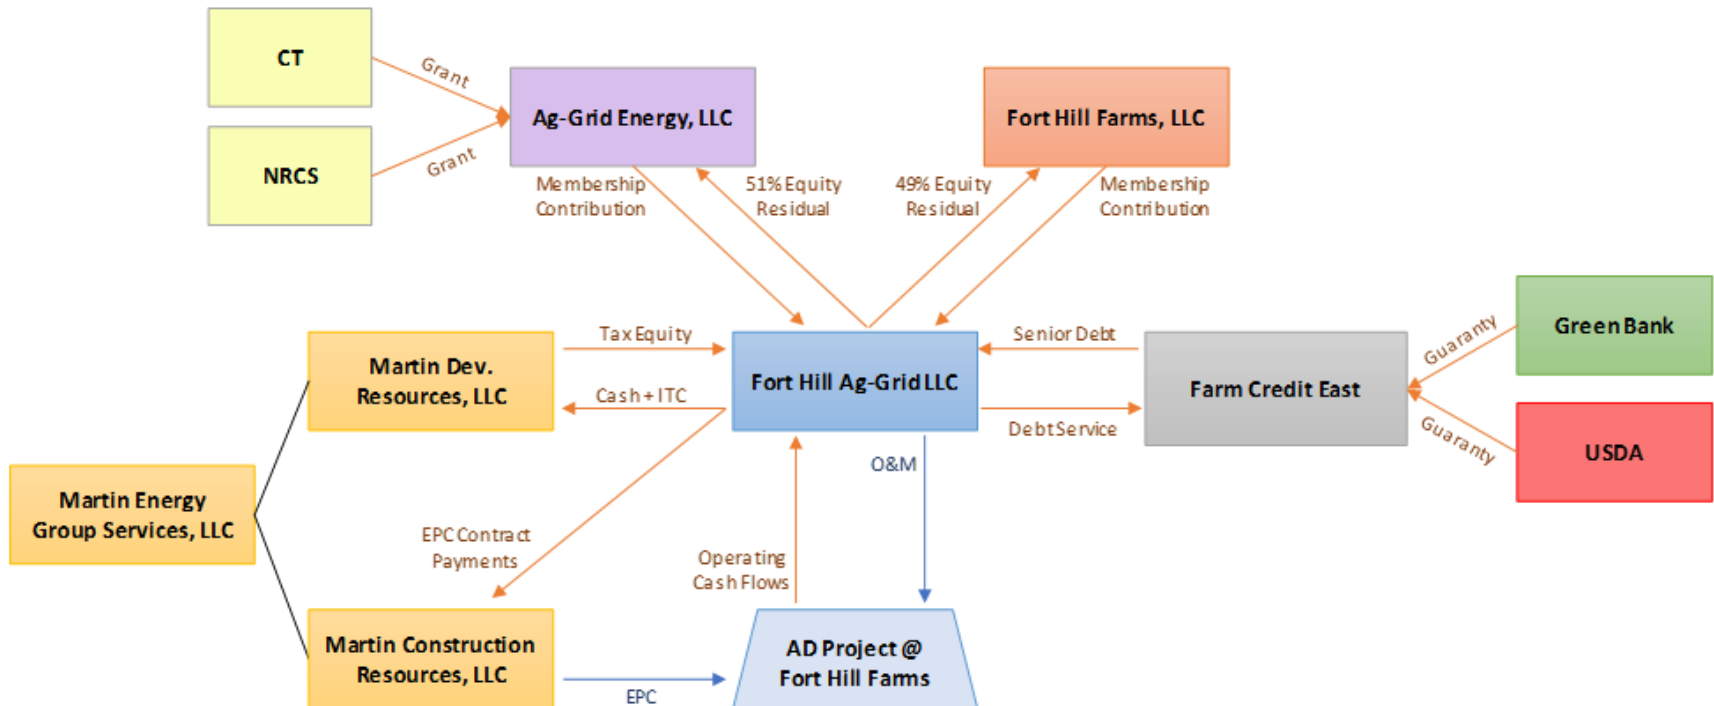 CT
Grant
Ag-Grid Energy, LLC
Fort Hill Farms, LLC
NRCS
Grant
Membership
Contribution
51% Equity
Residual
49% Equity
Residual
Membership
Contribution
Green Bank
Guaranty
Tax Equity
Senior Debt
Martin Dev.
Resources, LLC
Fort Hill Ag-Grid LLC
Farm Credit East
Cash + ITC
Debt Service
Guaranty
USDA
O&M
Martin Energy
Group Services, LLC
EPC Contract
Payments
Operating
Cash Flows
Martin Construction
Resources, LLC
AD Project @
Fort Hill Farms
EPC